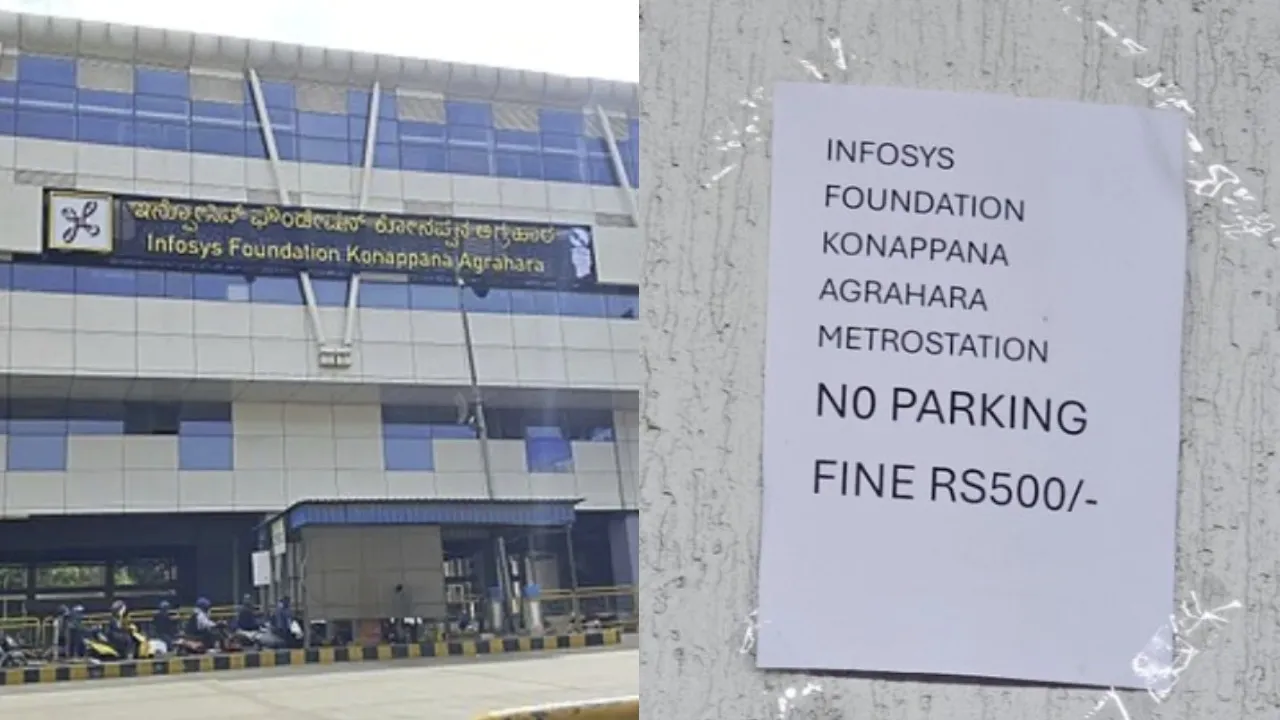 ಇನ್ಫೋಸಿಸ್ ಫೌಂಡೇಷನ್ ಕೋನಪ್ಪನ ಅಗ್ರಹಾರ
Infosys Foundation Konappana Agrahara
INFOSYS
FOUNDATION
KONAPPANA
AGRAHARA
METROSTATION
N0 PARKING
FINE RS500/-